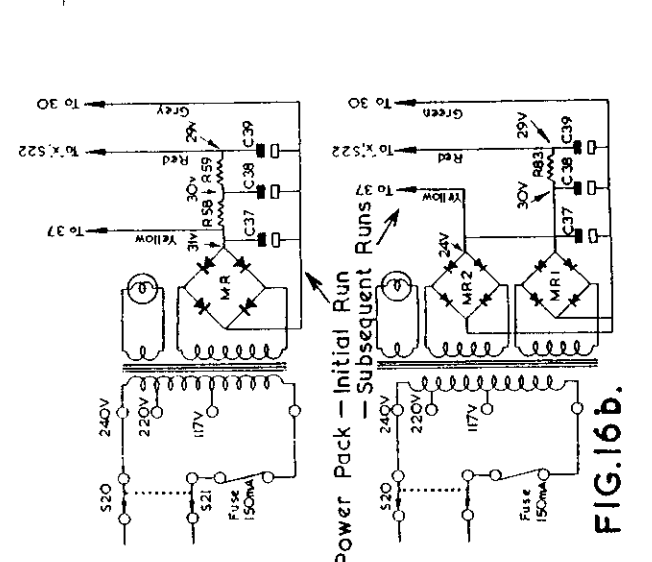 S20
240V
220V
117V
S21
Fuse
150mA
MR
31V
Yellow
To 37
R58
30V
R59
29V
C37
C38
C39
Red
To "x",S22
Grey
To 30
Power Pack — Initial Run
— Subsequent Runs
S20
240V
220V
117V
Fuse
150mA
MR2
MR1
24V
Yellow
To 37
30V
R83
29V
C37
C38
C39
Red
To "x",S22
Green
To 30
FIG.16b.